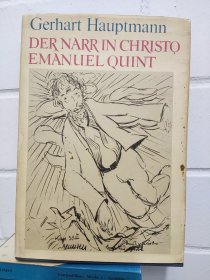 Gerhart Hauptmann
DER NARR IN CHRISTO
EMANUEL QUINT